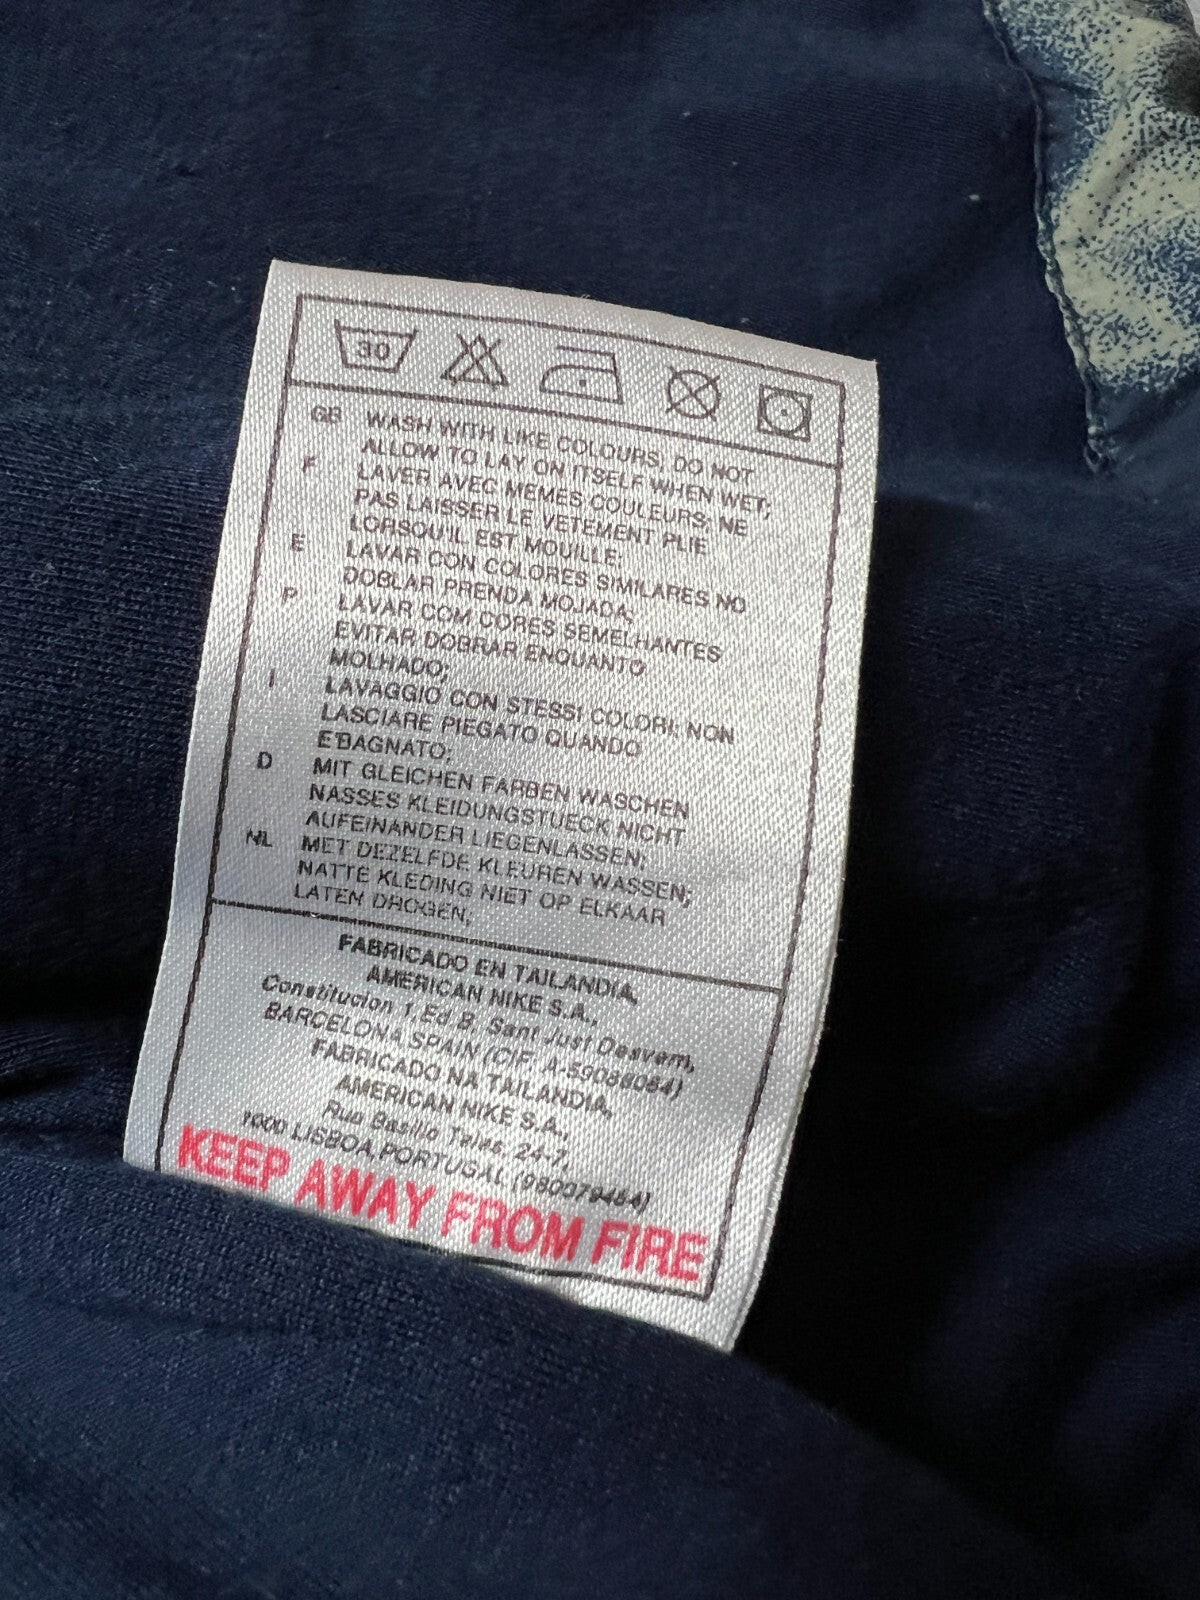 30
GB WASH WITH LIKE COLOURS, DO NOT
ALLOW TO LAY ON ITSELF WHEN WET;
F LAVER AVEC MEMES COULEURS; NE
PAS LAISSER LE VETEMENT PLIE
LORSQU'IL EST MOUILLE;
E LAVAR CON COLORES SIMILARES NO
DOBLAR PRENDA MOJADA;
P LAVAR COM CORES SEMELHANTES
EVITAR DOBRAR ENQUANTO
MOLHADO;
I LAVAGGIO CON STESSI COLORI; NON
LASCIARE PIEGATO QUANDO
E'BAGNATO;
D MIT GLEICHEN FARBEN WASCHEN
NASSES KLEIDUNGSTUECK NICHT
AUFEINANDER LIEGENLASSEN;
NL MET DEZELFDE KLEUREN WASSEN;
NATTE KLEDING NIET OP ELKAAR
LATEN DROGEN,
FABRICADO EN TAILANDIA,
AMERICAN NIKE S.A.,
Constitucion 1, Ed B, Sant Just Desvern,
BARCELONA SPAIN (CIF,
FABRICADO NA TAILANDIA,
AMERICAN NIKE S.A.,
Rua Basilio Teles, 24-7,
1000 LISBOA, PORTUGAL (980079484)
KEEP AWAY FROM FIRE